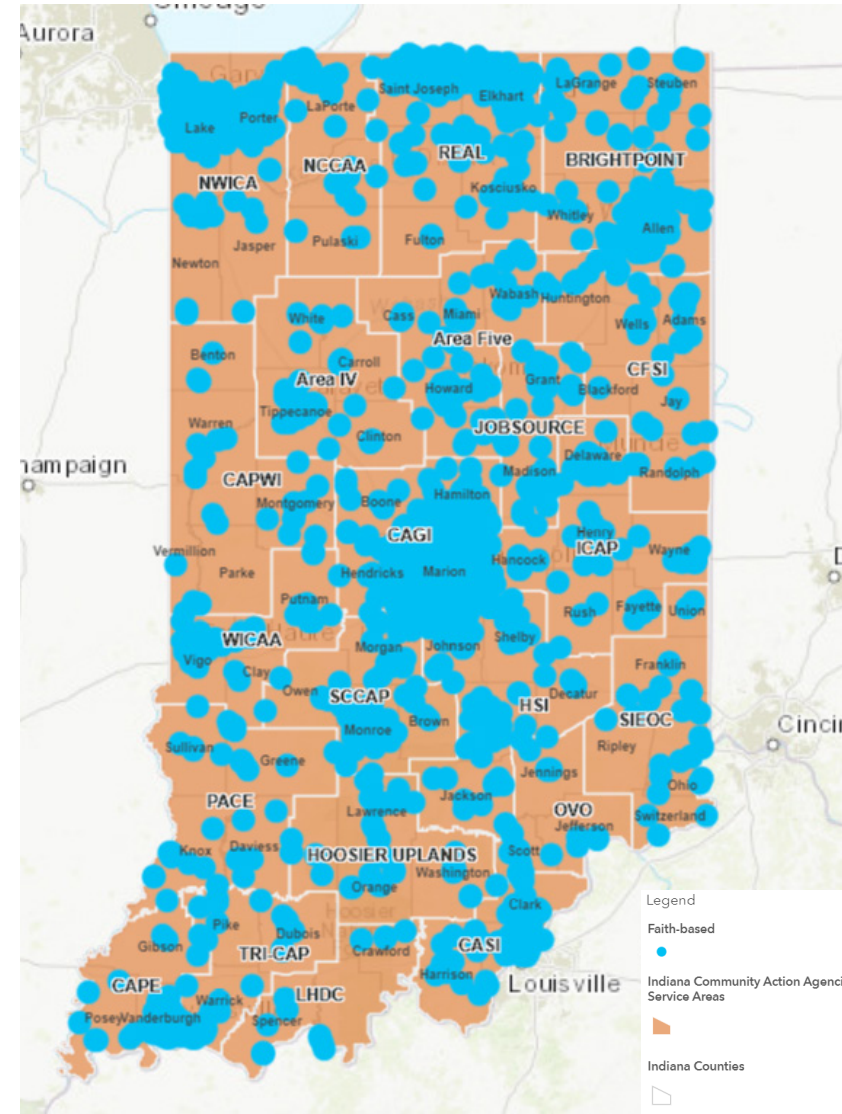 Aurora
Gary
LaGrange
Steuben
Saint Joseph
Elkhart
LaPorte
Porter
Lake
REAL
BRIGHTPOINT
NCCAA
NWICA
Kosciusko
Whitley
Allen
Pulaski
Fulton
Jasper
Newton
Wabash
Huntington
White
Cass
Miami
Wells
Adams
Area Five
Benton
Carroll
CFSI
Area IV
Howard
Grant
Blackford
Jay
Tippecanoe
Warren
Clinton
JOBSOURCE
Muncie
Delaware
hampaign
Madison
Randolph
CAPWI
Hamilton
Montgomery
Boone
CAGI
Henry
ICAP
Vermillion
Hancock
Wayne
Parke
Hendricks
Marion
Putnam
Rush
Fayette
Union
WICAA
Haute
Shelby
Morgan
Johnson
Vigo
Clay
Franklin
Owen
SCCAP
Decatur
HSI
Brown
SIEOC
Cinci
Monroe
Sullivan
Ripley
Greene
Jennings
Ohio
PACE
Jackson
Lawrence
OVO
Switzerland
Jefferson
Knox
Daviess
HOOSIER UPLANDS
Scott
Washington
Orange
Legend
Clark
Hoosier
Pike
Faith-based
Dubois
Gibson
TRI-CAP
Crawford
CASI
Harrison
Louisville
Indiana Community Action Agenci
Service Areas
CAPE
LHDC
Warrick
Posey
Vanderburgh
Spencer
Indiana Counties